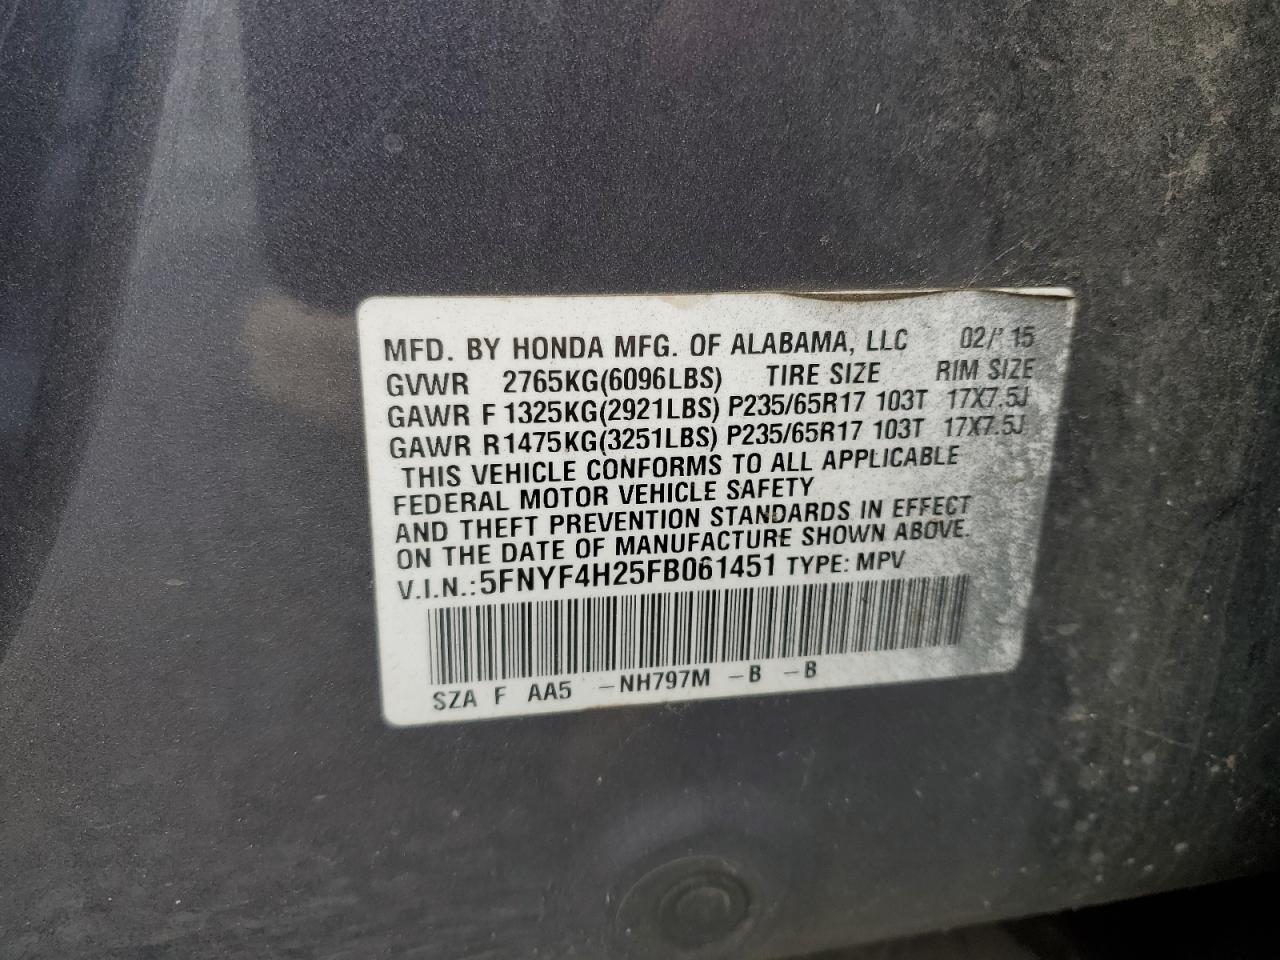 MFD. BY HONDA MFG. OF ALABAMA, LLC 02/'15
GVWR 2765KG(6096LBS) TIRE SIZE RIM SIZE
GAWR F 1325KG(2921LBS) P235/65R17 103T 17X7.5J
GAWR R 1475KG(3251LBS) P235/65R17 103T 17X7.5J
THIS VEHICLE CONFORMS TO ALL APPLICABLE
FEDERAL MOTOR VEHICLE SAFETY
AND THEFT PREVENTION STANDARDS IN EFFECT
ON THE DATE OF MANUFACTURE SHOWN ABOVE.
V.I.N.: 5FNYF4H25FB061451 TYPE: MPV
SZA F AA5 -NH797M -B -B